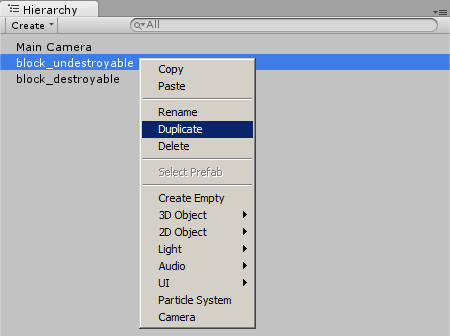 Hierarchy
Create All
Main Camera
block_undestroyable
block_destroyable
Copy
Paste
Rename
Duplicate
Delete
Select Prefab
Create Empty
3D Object
2D Object
Light
Audio
UI
Particle System
Camera